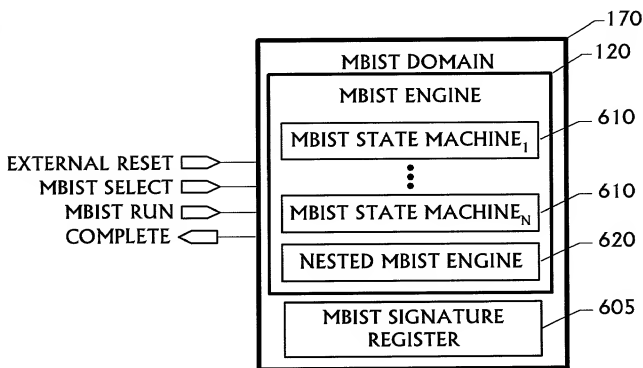 170
MBIST DOMAIN
120
MBIST ENGINE
MBIST STATE MACHINE1
610
EXTERNAL RESET
MBIST SELECT
MBIST RUN
MBIST STATE MACHINEN
610
COMPLETE
NESTED MBIST ENGINE
620
MBIST SIGNATURE
REGISTER
605